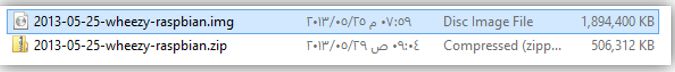 2013-05-25-wheezy-raspbian.img ٢٠١٣/٠٥/٢٥ م ٠٧:٥٩ Disc Image File 1,894,400 KB
2013-05-25-wheezy-raspbian.zip ٢٠١٣/٠٥/٢٩ ص ٠٩:٠٤ Compressed (zipp... 506,312 KB